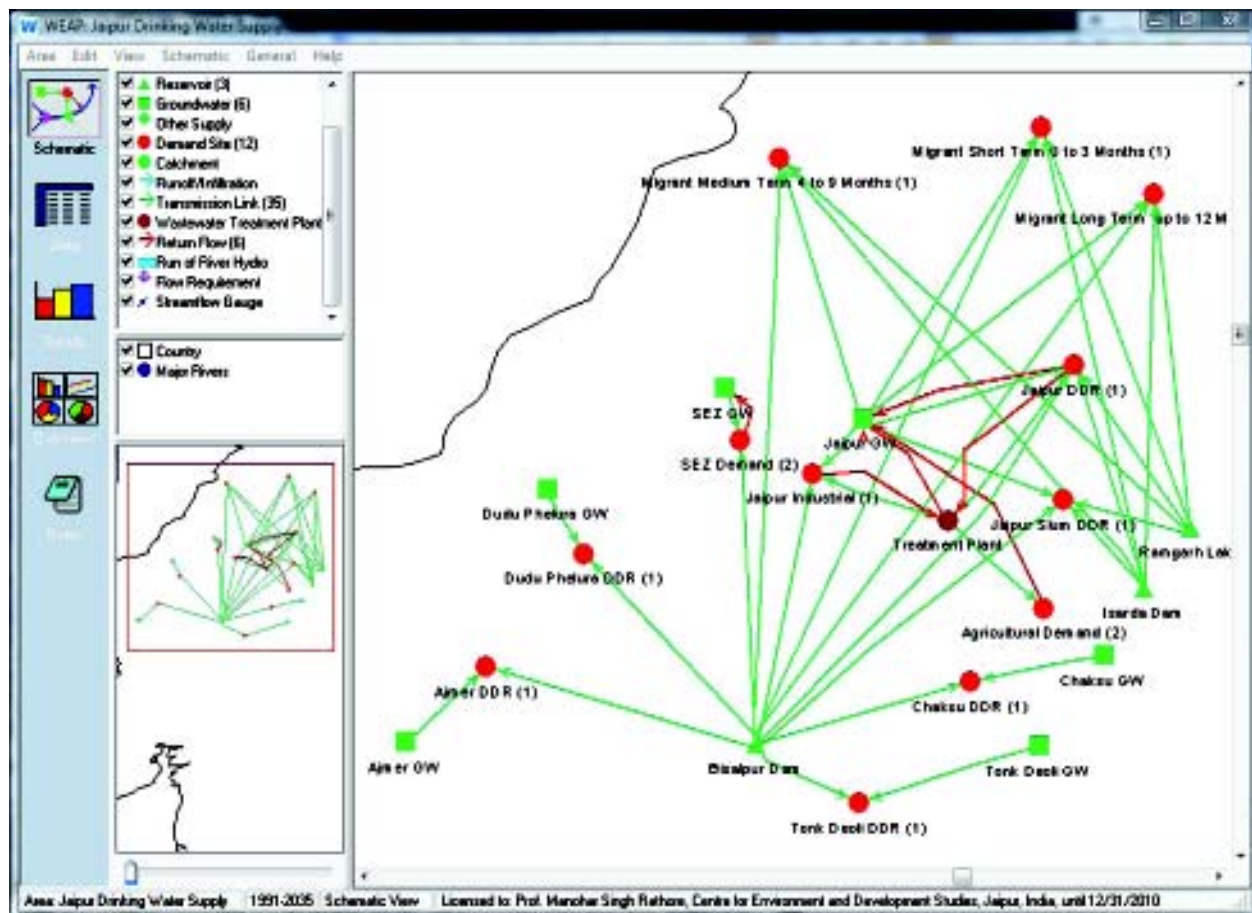 WEAP: Jaipur Drinking Water Supply
Area Edit View Schematic General Help
Schematic
Reservoir (3)
Groundwater (6)
Other Supply
Demand Site (12)
Catchment
Runoff/Infiltration
Transmission Link (35)
Wastewater Treatment Plant
Return Flow (6)
Run of River Hydro
Flow Requirement
Streamflow Gauge
Country
Major Rivers
Migrant Short Term 0 to 3 Months (1)
Migrant Medium Term 4 to 9 Months (1)
Migrant Long Term up to 12 M
Jaipur DDR (1)
SEZ GW
Jaipur GW
SEZ Demand (2)
Jaipur Industrial (1)
Dudu Phelura GW
Jaipur Slum DDR (1)
Treatment Plant
Ramgarh Lak
Dudu Phelura DDR (1)
Isarda Dam
Agricultural Demand (2)
Chaksu GW
Ajmer DDR (1)
Chaksu DDR (1)
Ajmer GW
Bisalpur Dam
Tonk Deoli GW
Tonk Deoli DDR (1)
Area: Jaipur Drinking Water Supply 1991-2035 Schematic View Licensed to: Prof. Manohar Singh Rathore, Centre for Environment and Development Studies, Jaipur, India, until 12/31/2010